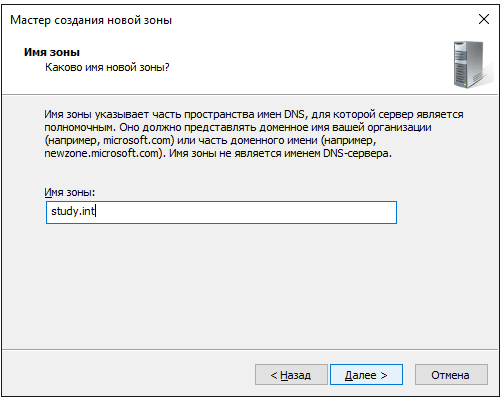 Мастер создания новой зоны
Имя зоны
Каково имя новой зоны?
Имя зоны указывает часть пространства имен DNS, для которой сервер является
полномочным. Оно должно представлять доменное имя вашей организации
(например, microsoft.com) или часть доменного имени (например,
newzone.microsoft.com). Имя зоны не является именем DNS-сервера.
Имя зоны:
study.int
< Назад
Далее >
Отмена